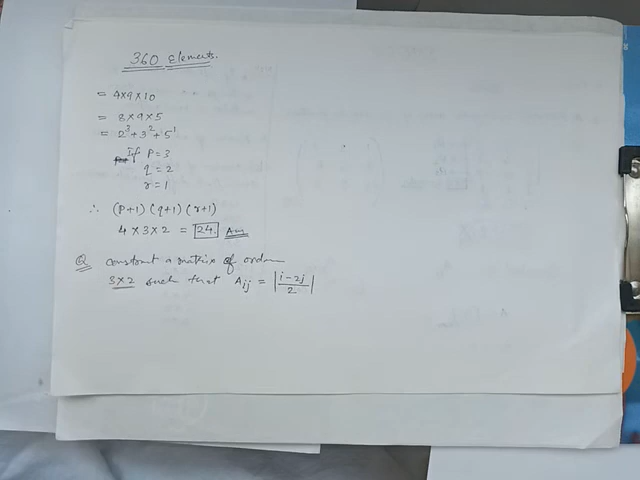 360 Elements.
= 4×9×10
= 8×9×5
= 2³+3²+5¹
If P=3
q=2
r=1
∴ (P+1) (q+1) (r+1)
4×3×2 = 24. Ans
Q constant a matrix of order
3×2 such that Aij = |i-2j/2|